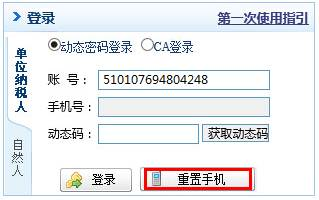 登录 第一次使用指引
单位纳税人
自然人
动态密码登录 CA登录
账 号： 510107694804248
手机号：
动态码： 获取动态码
登录 重置手机